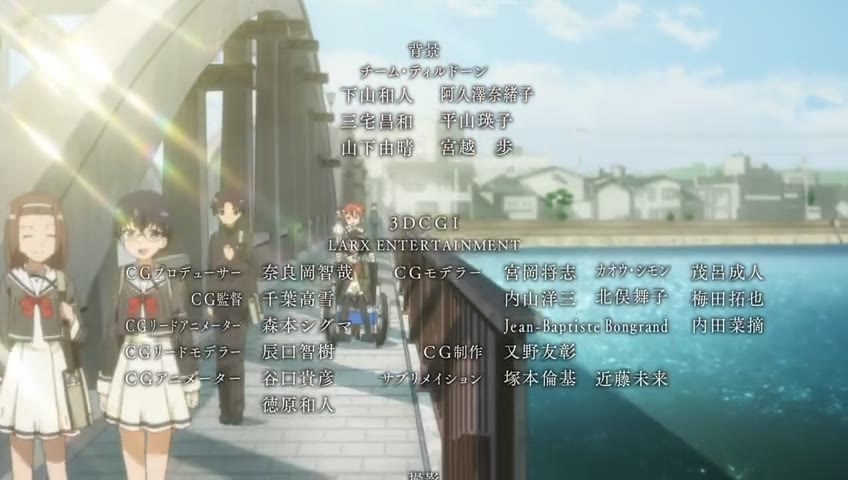 背景
チーム・ティルドーン
下山和人 阿久澤奈緒子
三宅昌和 平山瑛子
山下由晴 宮越 歩
3DCGI
LARX ENTERTAINMENT
CGプロデューサー 奈良岡智哉 CGモデラー 宮岡将志 カオウ・シモン 茂呂成人
CG監督 千葉高雪 内山洋三 北俣舞子 梅田拓也
CGリードアニメーター 森本シグマ Jean-Baptiste Bongrand 内田菜摘
CGリードモデラー 辰口智樹 CG制作 又野友彰
CGアニメーター 谷口貴彦 サブリメイション 塚本倫基 近藤未来
徳原和人
撮影